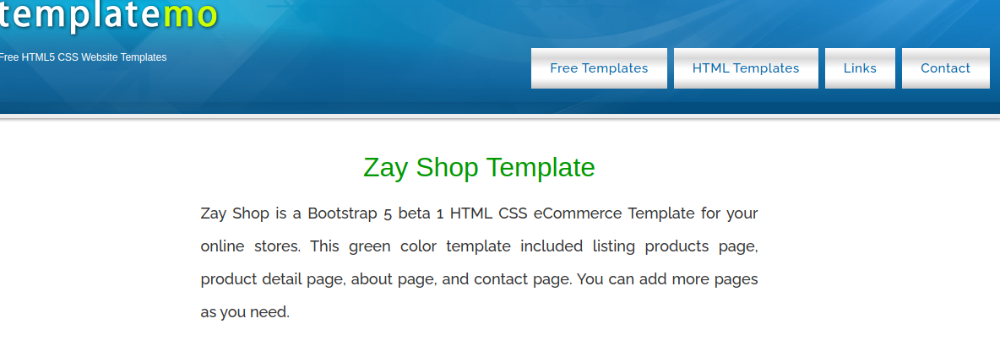 templatemo
Free HTML5 CSS Website Templates
Free Templates HTML Templates Links Contact
Zay Shop Template
Zay Shop is a Bootstrap 5 beta 1 HTML CSS eCommerce Template for your
online stores. This green color template included listing products page,
product detail page, about page, and contact page. You can add more pages
as you need.